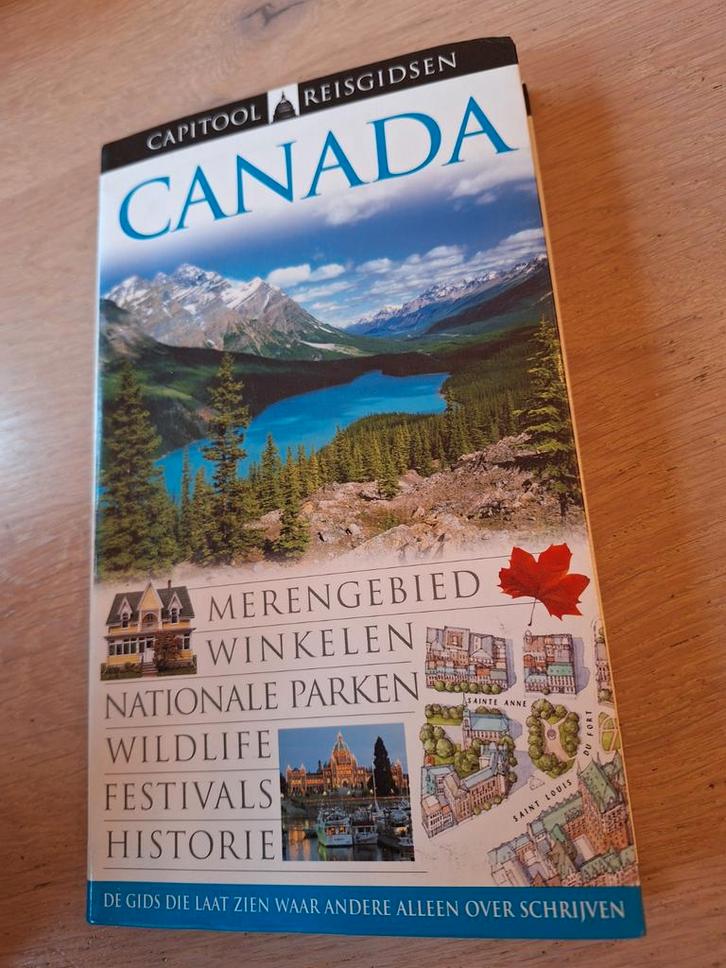 CAPITOOL REISGIDSEN
CANADA
MERENGEBIED
WINKELEN
NATIONALE PARKEN
WILDLIFE
FESTIVALS
HISTORIE
SAINTE ANNE
DU FORT
SAINT LOUIS
DE GIDS DIE LAAT ZIEN WAAR ANDERE ALLEEN OVER SCHRIJVEN